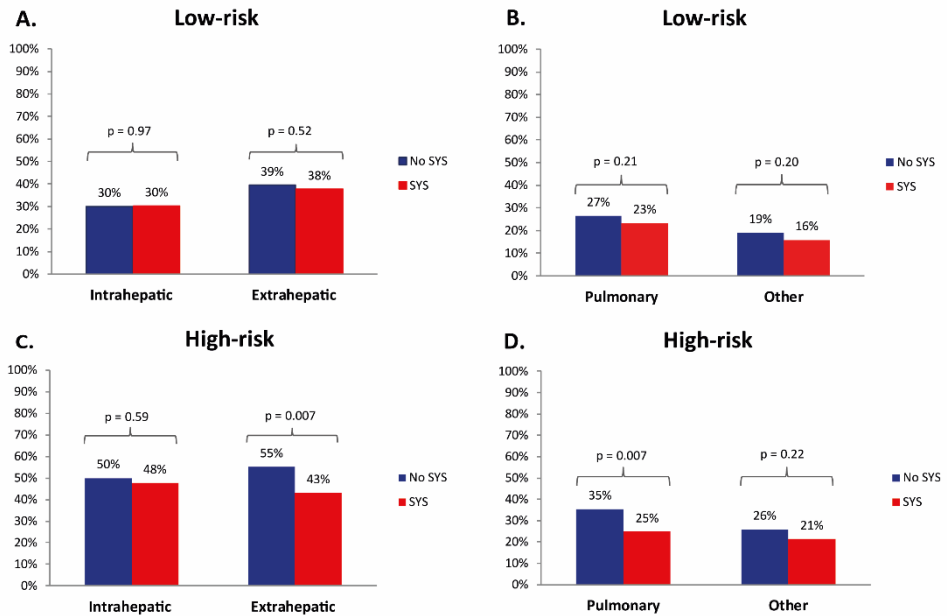 A.
Low-risk
100%
90%
80%
70%
60%
50%
40%
30%
20%
10%
0%
p = 0.97
p = 0.52
30%
30%
39%
38%
Intrahepatic
Extrahepatic
No SYS
SYS
B.
Low-risk
100%
90%
80%
70%
60%
50%
40%
30%
20%
10%
0%
p = 0.21
p = 0.20
27%
23%
19%
16%
Pulmonary
Other
No SYS
SYS
C.
High-risk
100%
90%
80%
70%
60%
50%
40%
30%
20%
10%
0%
p = 0.59
p = 0.007
50%
48%
55%
43%
Intrahepatic
Extrahepatic
No SYS
SYS
D.
High-risk
100%
90%
80%
70%
60%
50%
40%
30%
20%
10%
0%
p = 0.007
p = 0.22
35%
25%
26%
21%
Pulmonary
Other
No SYS
SYS